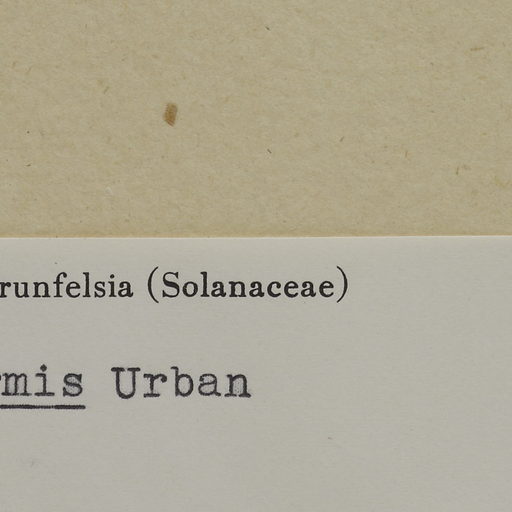 runfelsia (Solanaceae)
mis Urban